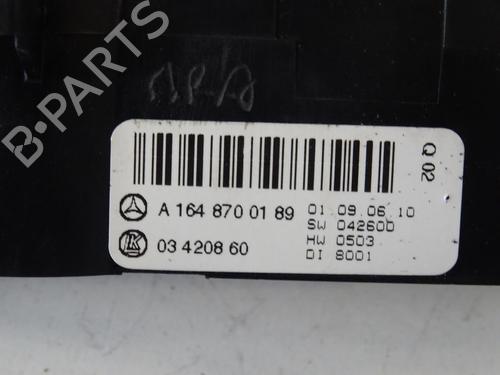 B-PARTS
Q 02
A 164 870 01 89 01 09.06.10
SW 042600
03 4208 60 HW 0503
DI 8001